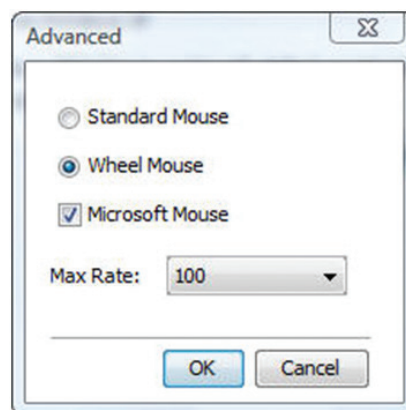 Advanced
Standard Mouse
Wheel Mouse
Microsoft Mouse
Max Rate: 100
OK Cancel